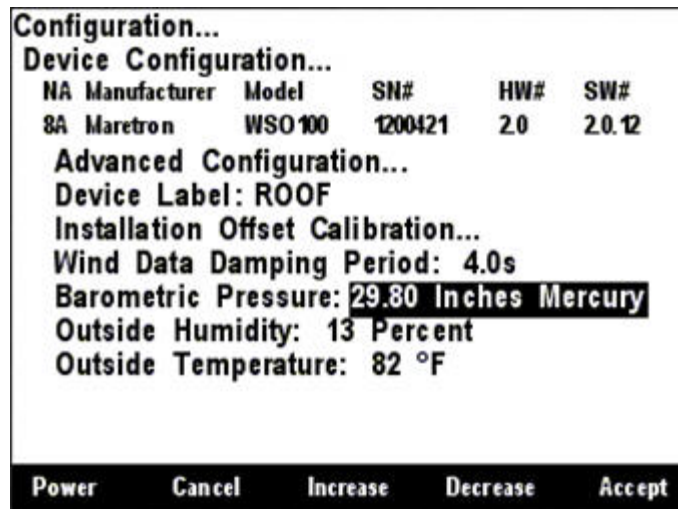 Configuration...
Device Configuration...
NA Manufacturer Model SN# HW# SW#
8A Maretron WSO100 1200421 2.0 2.0.12
Advanced Configuration...
Device Label: ROOF
Installation Offset Calibration...
Wind Data Damping Period: 4.0s
Barometric Pressure: 29.80 Inches Mercury
Outside Humidity: 13 Percent
Outside Temperature: 82 °F
Power Cancel Increase Decrease Accept